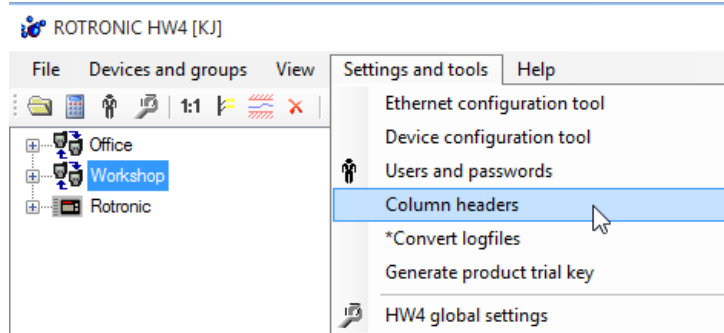 ROTRONIC HW4 [KJ]
File Devices and groups View Settings and tools Help
1:1
Office
Workshop
Rotronic
Ethernet configuration tool
Device configuration tool
Users and passwords
Column headers
*Convert logfiles
Generate product trial key
HW4 global settings